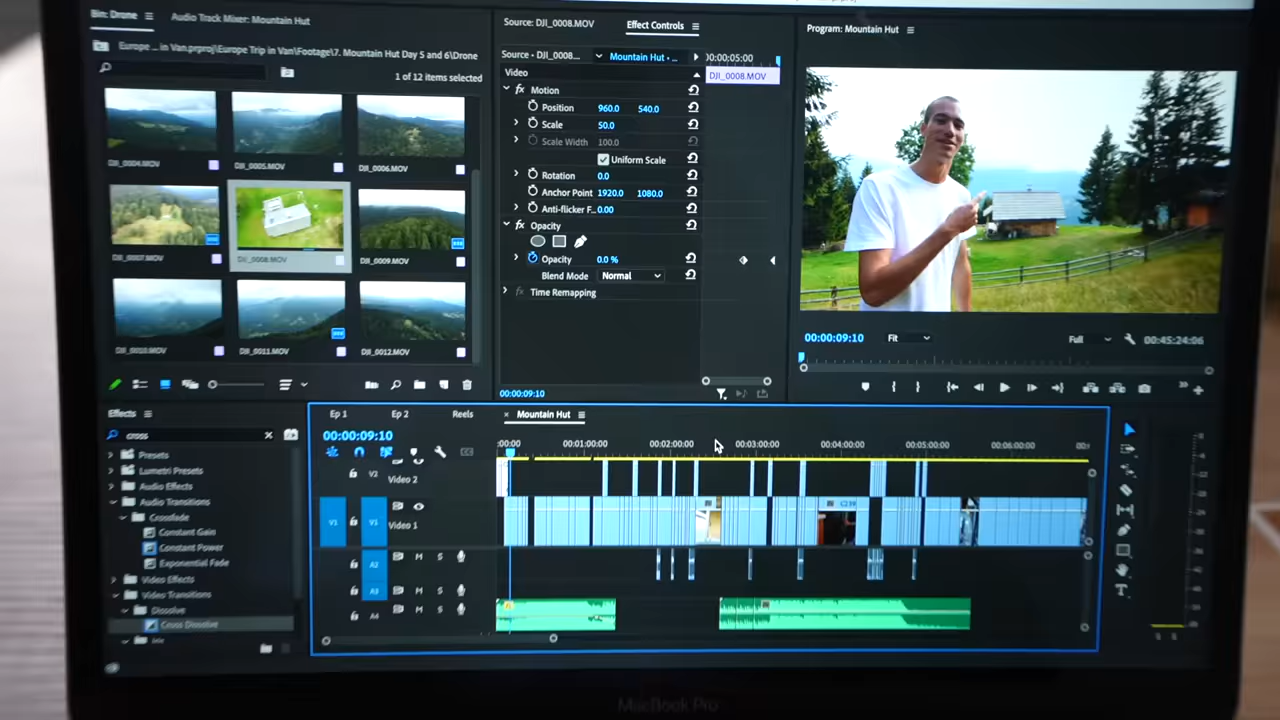 Bin: Drone
Audio Track Mixer: Mountain Hut
Europe ... in Van.prproj\Europe Trip in Van\Footage\7. Mountain Hut Day 5 and 6\Drone
1 of 12 items selected
DJI_0004.MOV
DJI_0005.MOV
DJI_0006.MOV
DJI_0007.MOV
DJI_0008.MOV
DJI_0009.MOV
DJI_0010.MOV
DJI_0011.MOV
DJI_0012.MOV
Source: DJI_0008.MOV
Effect Controls
Source • DJI_0008...
Mountain Hut • ...
00:00:05:00
Video
DJI_0008.MOV
fx Motion
Position 960.0 540.0
Scale 50.0
Scale Width 100.0
Uniform Scale
Rotation 0.0
Anchor Point 1920.0 1080.0
Anti-flicker F... 0.00
fx Opacity
Opacity 0.0 %
Blend Mode Normal
fx Time Remapping
00:00:09:10
Program: Mountain Hut
00:00:09:10
Fit
Full
00:45:24:06
Effects
cross
Presets
Lumetri Presets
Audio Effects
Audio Transitions
Crossfade
Constant Gain
Constant Power
Exponential Fade
Video Effects
Video Transitions
Dissolve
Cross Dissolve
Ep 1
Ep 2
Reels
× Mountain Hut
00:00:09:10
:00:00
00:01:00:00
00:02:00:00
00:03:00:00
00:04:00:00
00:05:00:00
00:06:00:00
V2
Video 2
V1
V1
Video 1
A2
M S
A3
M S
A4
M S
MacBook Pro